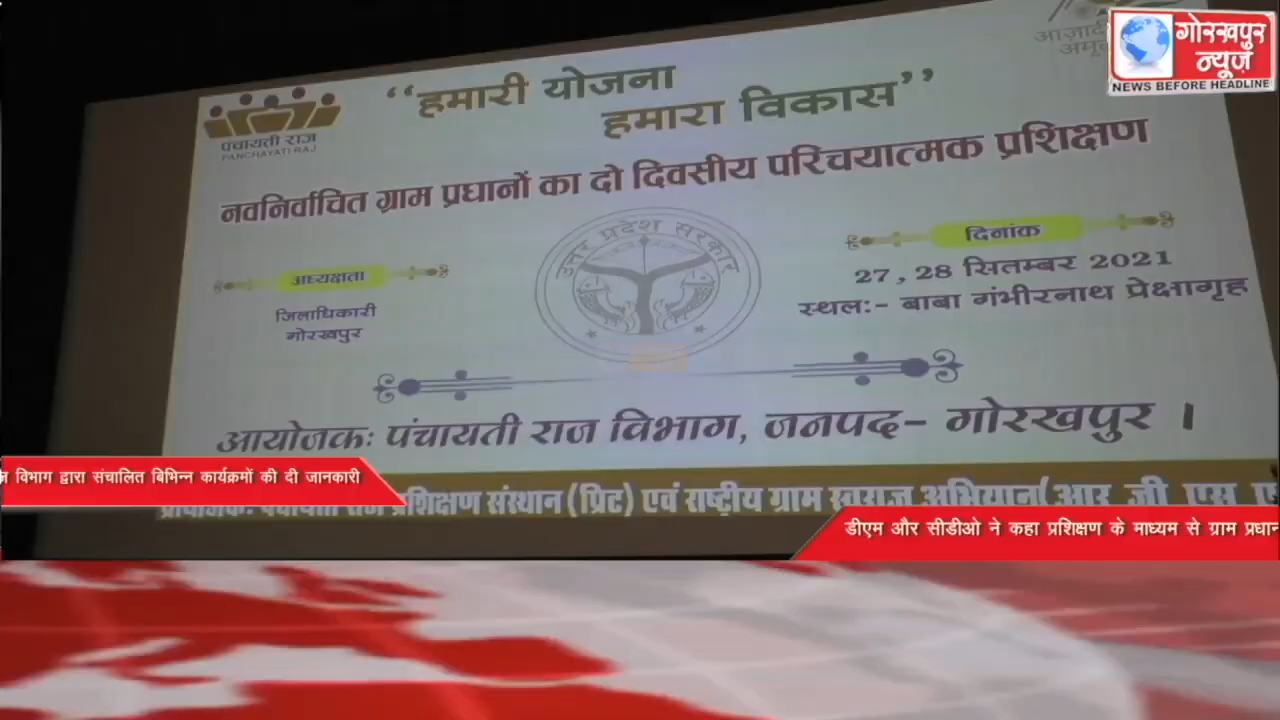 आज़ादी
अमृत
गोरखपुर
न्यूज़
NEWS BEFORE HEADLINE
पंचायती राज
PANCHAYATI RAJ
“हमारी योजना
हमारा विकास”
नवनिर्वाचित ग्राम प्रधानों का दो दिवसीय परिचयात्मक प्रशिक्षण
उत्तर प्रदेश सरकार
अध्यक्षता
जिलाधिकारी
गोरखपुर
दिनांक
27, 28 सितम्बर 2021
स्थलः- बाबा गंभीरनाथ प्रेक्षागृह
आयोजकः पंचायती राज विभाग, जनपद- गोरखपुर ।
विभाग द्वारा संचालित बिभिन्न कार्यक्रमों की दी जानकारी
प्रशिक्षण संस्थान (प्रिट) एवं राष्ट्रीय ग्राम स्वराज अभियान(आर जी एस ए
डीएम और सीडीओ ने कहा प्रशिक्षण के माध्यम से ग्राम प्रधान